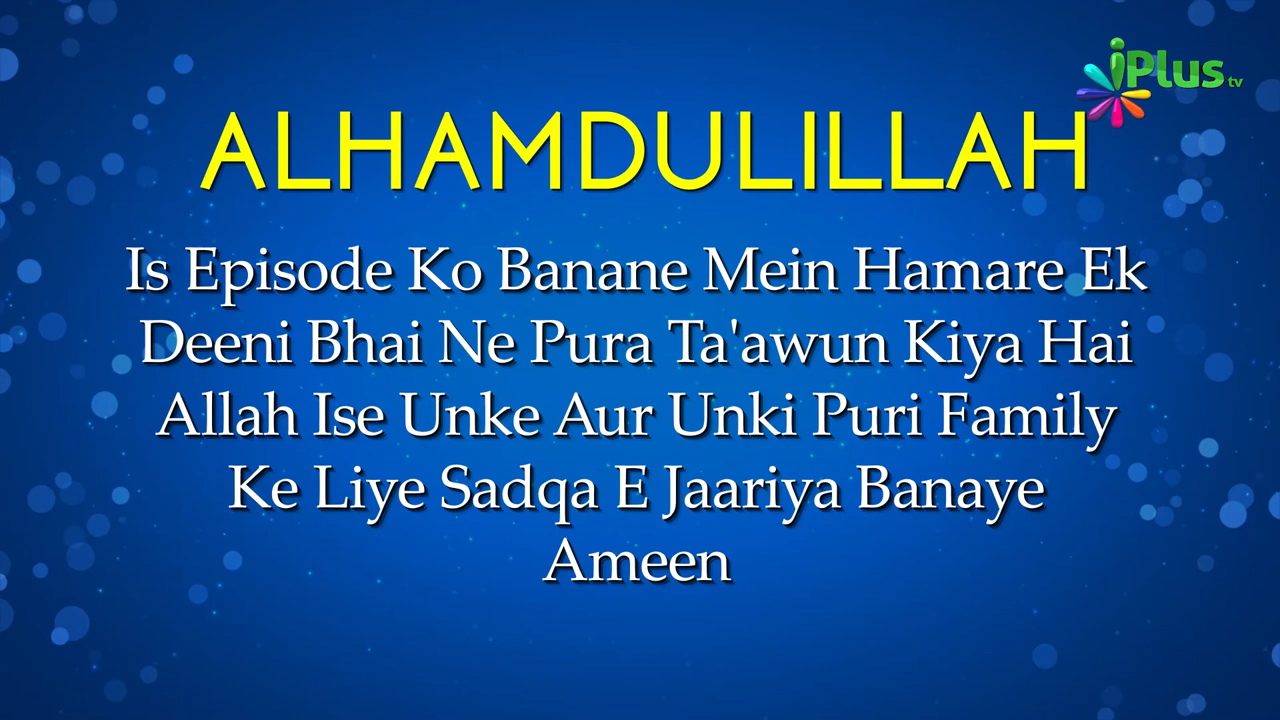 iPlus tv
ALHAMDULILLAH
Is Episode Ko Banane Mein Hamare Ek
Deeni Bhai Ne Pura Ta'awun Kiya Hai
Allah Ise Unke Aur Unki Puri Family
Ke Liye Sadqa E Jaariya Banaye
Ameen